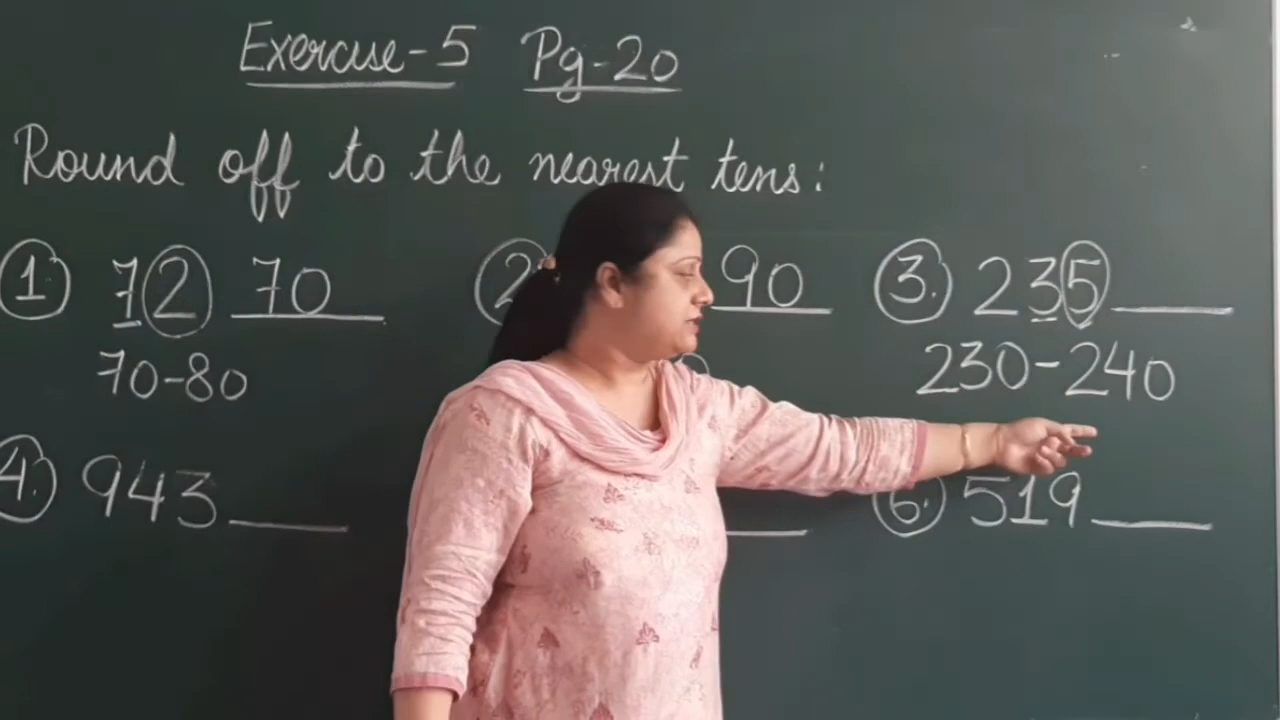 Exercise-5 Pg-20
Round off to the nearest tens:
1. 72 70 2 90 3. 235
70-80 230-240
4. 943 6. 519